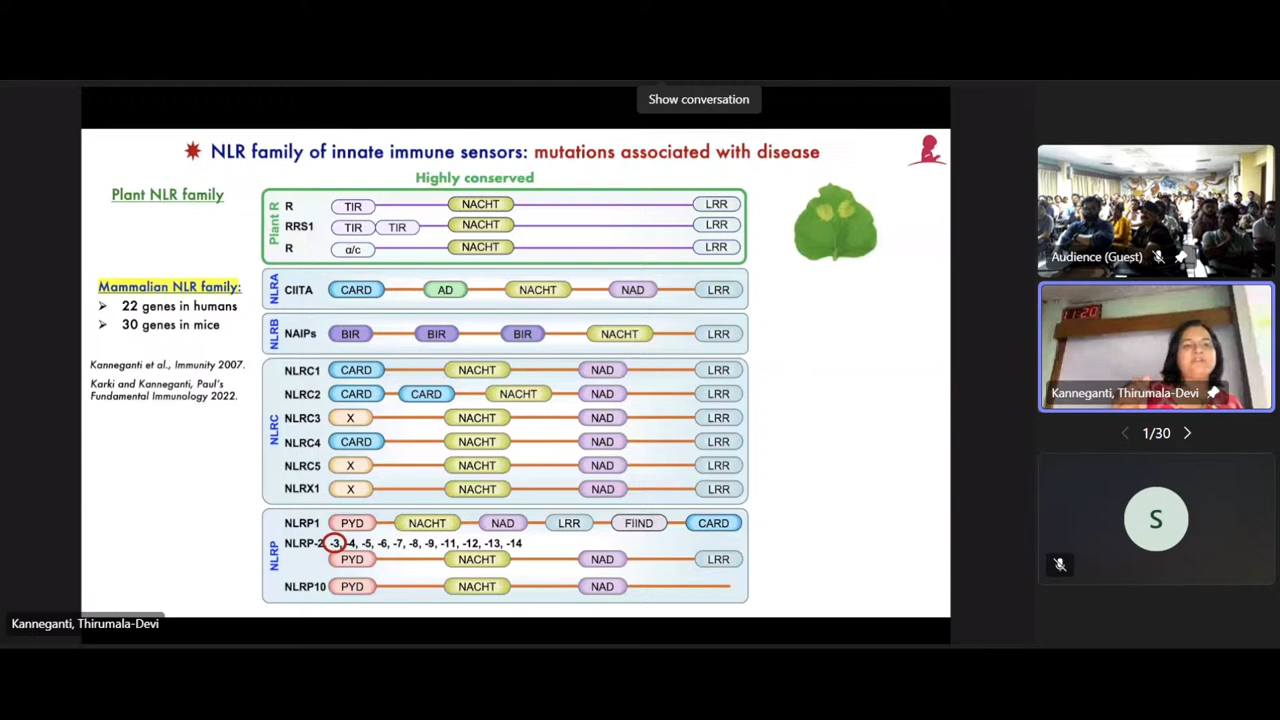 Show conversation
NLR family of innate immune sensors: mutations associated with disease
Highly conserved
Plant NLR family
Plant R
R TIR NACHT LRR
RRS1 TIR TIR NACHT LRR
R α/c NACHT LRR
Mammalian NLR family:
➢ 22 genes in humans
➢ 30 genes in mice
Kanneganti et al., Immunity 2007.
Karki and Kanneganti, Paul's
Fundamental Immunology 2022.
NLRA
CIITA CARD AD NACHT NAD LRR
NLRB
NAIPs BIR BIR BIR NACHT LRR
NLRC
NLRC1 CARD NACHT NAD LRR
NLRC2 CARD CARD NACHT NAD LRR
NLRC3 X NACHT NAD LRR
NLRC4 CARD NACHT NAD LRR
NLRC5 X NACHT NAD LRR
NLRX1 X NACHT NAD LRR
NLRP
NLRP1 PYD NACHT NAD LRR FIIND CARD
NLRP-2 -3, -4, -5, -6, -7, -8, -9, -11, -12, -13, -14
PYD NACHT NAD LRR
NLRP10 PYD NACHT NAD
Kanneganti, Thirumala-Devi
Audience (Guest)
11:20
Kanneganti, Thirumala-Devi
1/30
S